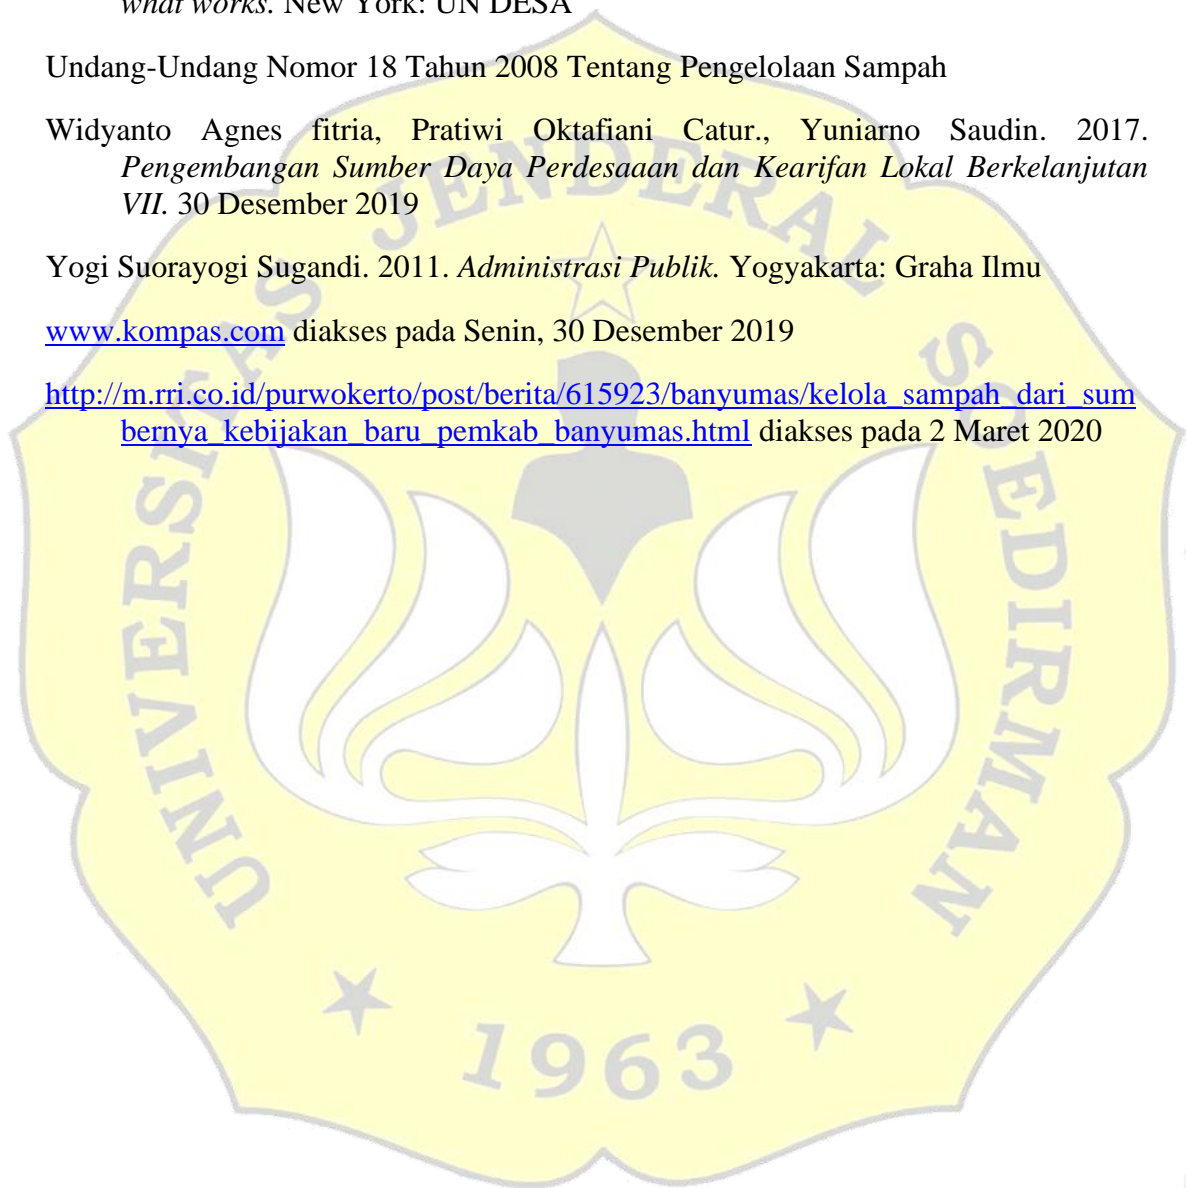 what works. New York: UN DESA
Undang-Undang Nomor 18 Tahun 2008 Tentang Pengelolaan Sampah
Widyanto Agnes fitria, Pratiwi Oktafiani Catur., Yuniarno Saudin. 2017.
Pengembangan Sumber Daya Perdesaaan dan Kearifan Lokal Berkelanjutan
VII. 30 Desember 2019
Yogi Suorayogi Sugandi. 2011. Administrasi Publik. Yogyakarta: Graha Ilmu
www.kompas.com diakses pada Senin, 30 Desember 2019
http://m.rri.co.id/purwokerto/post/berita/615923/banyumas/kelola_sampah_dari_sum
bernya_kebijakan_baru_pemkab_banyumas.html diakses pada 2 Maret 2020
UNIVERSITAS JENDERAL SOEDIRMAN
1963